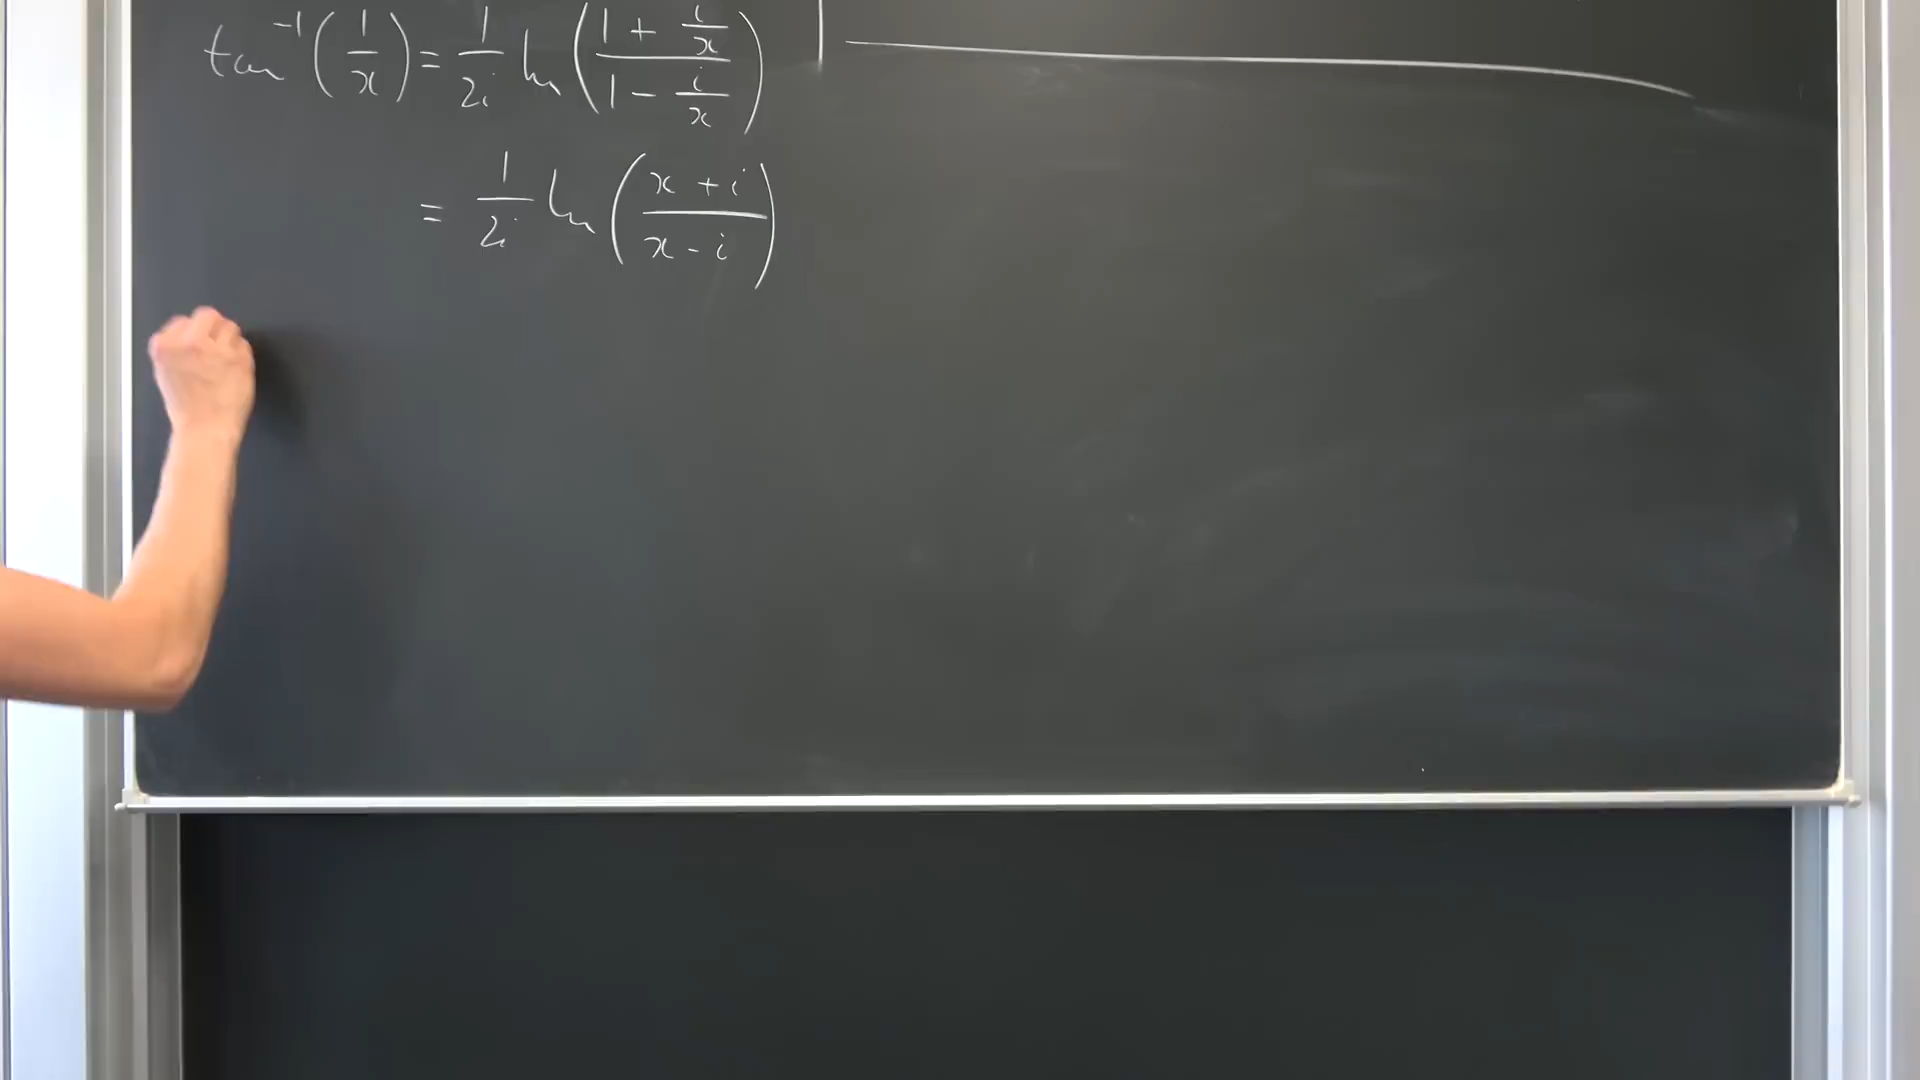 tan⁻¹(1/x) = 1/2i ln((1 + i/x)/(1 - i/x))
= 1/2i ln((x + i)/(x - i))